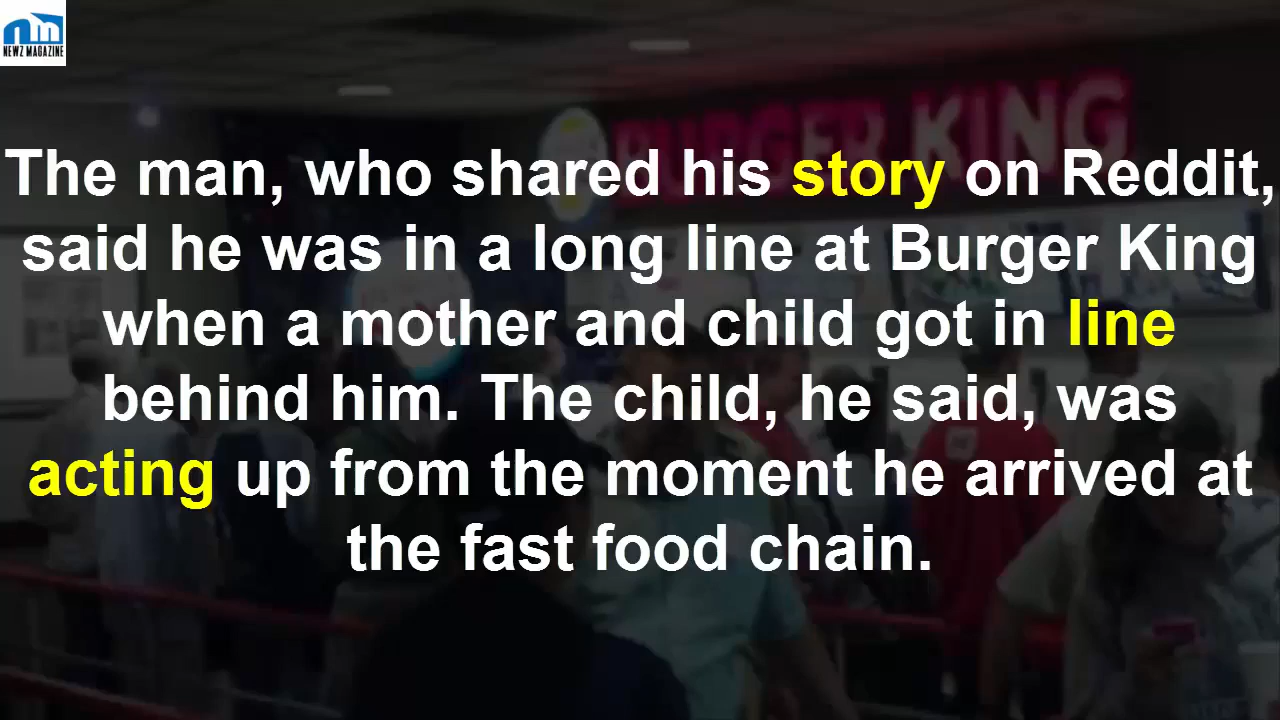 NEWZ MAGAZINE
BURGER KING
The man, who shared his story on Reddit,
said he was in a long line at Burger King
when a mother and child got in line
behind him. The child, he said, was
acting up from the moment he arrived at
the fast food chain.